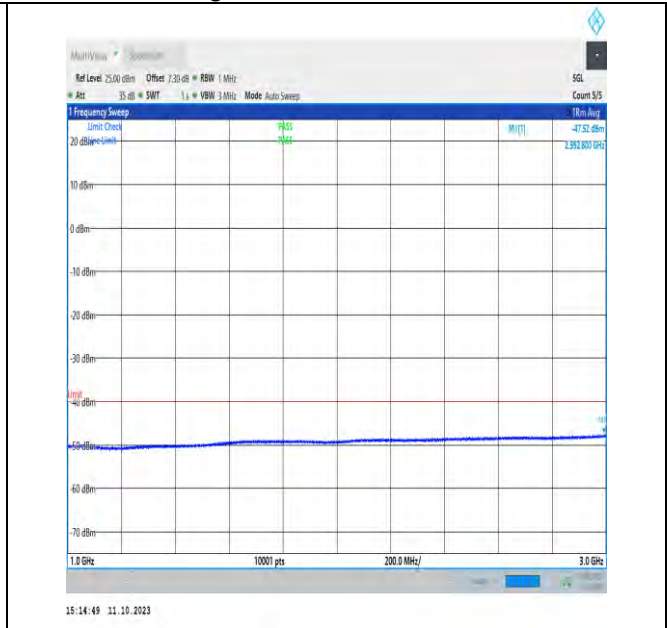 MultiView Spectrum
Ref Level 25.00 dBm Offset 7.30 dB RBW 1 MHz SGL
Att 35 dB SWT 1 s VBW 3 MHz Mode Auto Sweep Count 5/5
1 Frequency Sweep 1Rm Avg
Limit Check PASS M1[1] -47.52 dBm
20 dBm Line Limit PASS 2.992 800 GHz
10 dBm
0 dBm
-10 dBm
-20 dBm
-30 dBm
Limit
-40 dBm
-50 dBm
-60 dBm
-70 dBm
1.0 GHz 10001 pts 200.0 MHz/ 3.0 GHz
15:14:49 11.10.2023